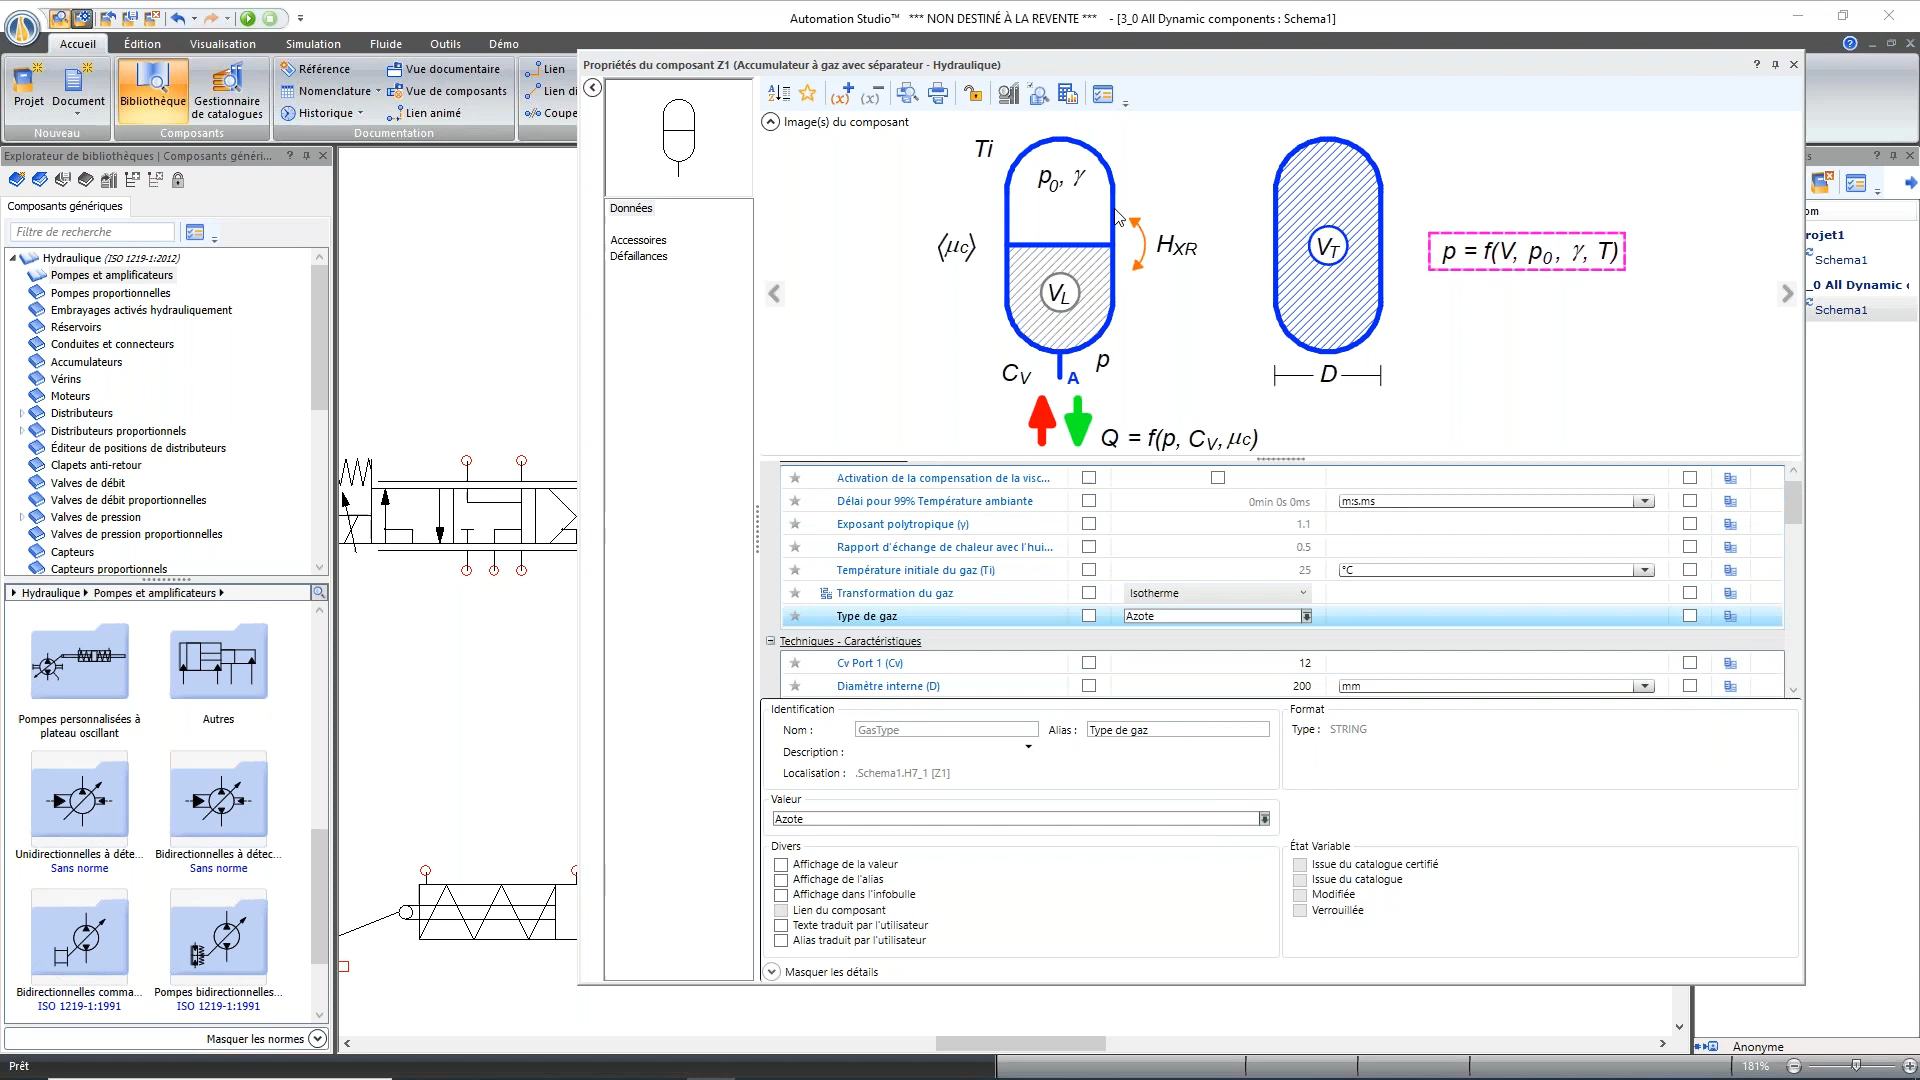 Automation Studio™   *** NON DESTINÉ À LA REVENTE ***   - [3_0 All Dynamic components : Schema1]
Accueil
Édition
Visualisation
Simulation
Fluide
Outils
Démo
Projet
Document
Nouveau
Bibliothèque
Gestionnaire
de catalogues
Composants
Référence
Nomenclature
Historique
Vue documentaire
Vue de composants
Lien animé
Documentation
Lien
Lien di
Coupe
Explorateur de bibliothèques | Composants généri...
Composants génériques
Filtre de recherche
Hydraulique (ISO 1219-1:2012)
Pompes et amplificateurs
Pompes proportionnelles
Embrayages activés hydrauliquement
Réservoirs
Conduites et connecteurs
Accumulateurs
Vérins
Moteurs
Distributeurs
Distributeurs proportionnels
Éditeur de positions de distributeurs
Clapets anti-retour
Valves de débit
Valves de débit proportionnelles
Valves de pression
Valves de pression proportionnelles
Capteurs
Capteurs proportionnels
Hydraulique
Pompes et amplificateurs
Pompes personnalisées à
plateau oscillant
Autres
Unidirectionnelles à déte...
Sans norme
Bidirectionnelles à détec...
Sans norme
Bidirectionnelles comma...
ISO 1219-1:1991
Pompes bidirectionnelles...
ISO 1219-1:1991
Masquer les normes
Prêt
Propriétés du composant Z1 (Accumulateur à gaz avec séparateur - Hydraulique)
Données
Accessoires
Défaillances
Image(s) du composant
Ti
p0, γ
⟨μc⟩
HXR
VL
VT
p = f(V, p0, γ, T)
CV
A
p
D
Q = f(p, CV, μc)
Activation de la compensation de la visc...
Délai pour 99% Température ambiante 0min 0s 0ms m:s.ms
Exposant polytropique (γ) 1.1
Rapport d'échange de chaleur avec l'hui... 0.5
Température initiale du gaz (Ti) 25 °C
Transformation du gaz Isotherme
Type de gaz Azote
Techniques - Caractéristiques
Cv Port 1 (Cv) 12
Diamètre interne (D) 200 mm
Identification
Nom : GasType Alias : Type de gaz
Description :
Localisation : .Schema1.H7_1 [Z1]
Format
Type : STRING
Valeur
Azote
Divers
Affichage de la valeur
Affichage de l'alias
Affichage dans l'infobulle
Lien du composant
Texte traduit par l'utilisateur
Alias traduit par l'utilisateur
État Variable
Issue du catalogue certifié
Issue du catalogue
Modifiée
Verrouillée
Masquer les détails
s
om
rojet1
Schema1
_0 All Dynamic c
Schema1
Anonyme
181%